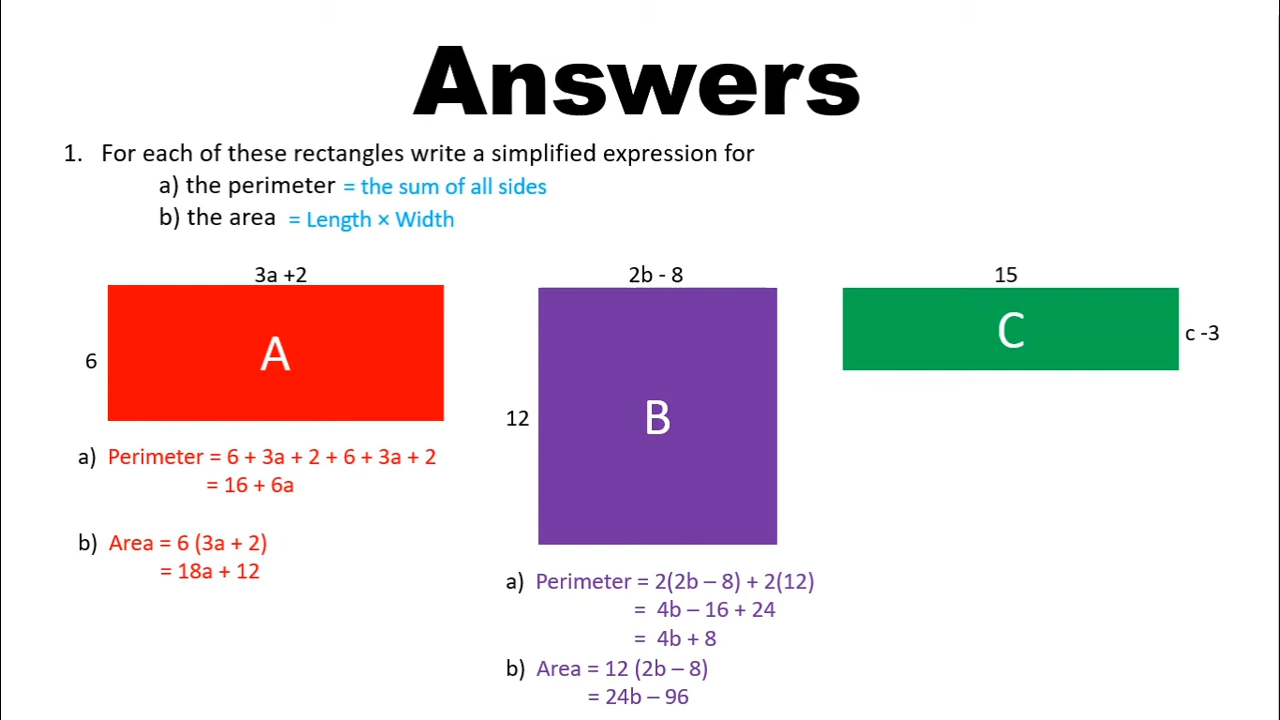 Answers
1. For each of these rectangles write a simplified expression for
a) the perimeter = the sum of all sides
b) the area = Length × Width
3a +2
6
A
a) Perimeter = 6 + 3a + 2 + 6 + 3a + 2
= 16 + 6a
b) Area = 6 (3a + 2)
= 18a + 12
2b - 8
12
B
a) Perimeter = 2(2b – 8) + 2(12)
= 4b – 16 + 24
= 4b + 8
b) Area = 12 (2b – 8)
= 24b – 96
15
C
c -3